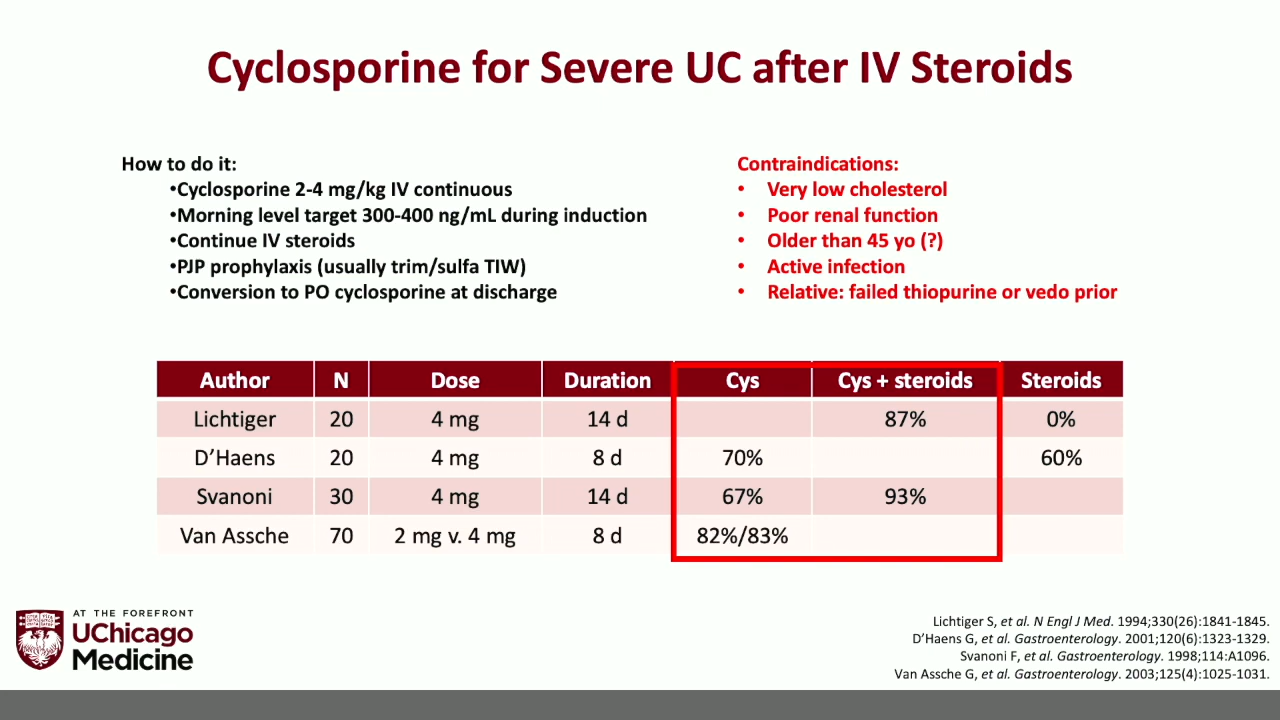 Cyclosporine for Severe UC after IV Steroids
How to do it:
•Cyclosporine 2-4 mg/kg IV continuous
•Morning level target 300-400 ng/mL during induction
•Continue IV steroids
•PJP prophylaxis (usually trim/sulfa TIW)
•Conversion to PO cyclosporine at discharge
Contraindications:
• Very low cholesterol
• Poor renal function
• Older than 45 yo (?)
• Active infection
• Relative: failed thiopurine or vedo prior
Author N Dose Duration Cys Cys + steroids Steroids
Lichtiger 20 4 mg 14 d 87% 0%
D’Haens 20 4 mg 8 d 70% 60%
Svanoni 30 4 mg 14 d 67% 93%
Van Assche 70 2 mg v. 4 mg 8 d 82%/83%
AT THE FOREFRONT
UChicago
Medicine
Lichtiger S, et al. N Engl J Med. 1994;330(26):1841-1845.
D’Haens G, et al. Gastroenterology. 2001;120(6):1323-1329.
Svanoni F, et al. Gastroenterology. 1998;114:A1096.
Van Assche G, et al. Gastroenterology. 2003;125(4):1025-1031.